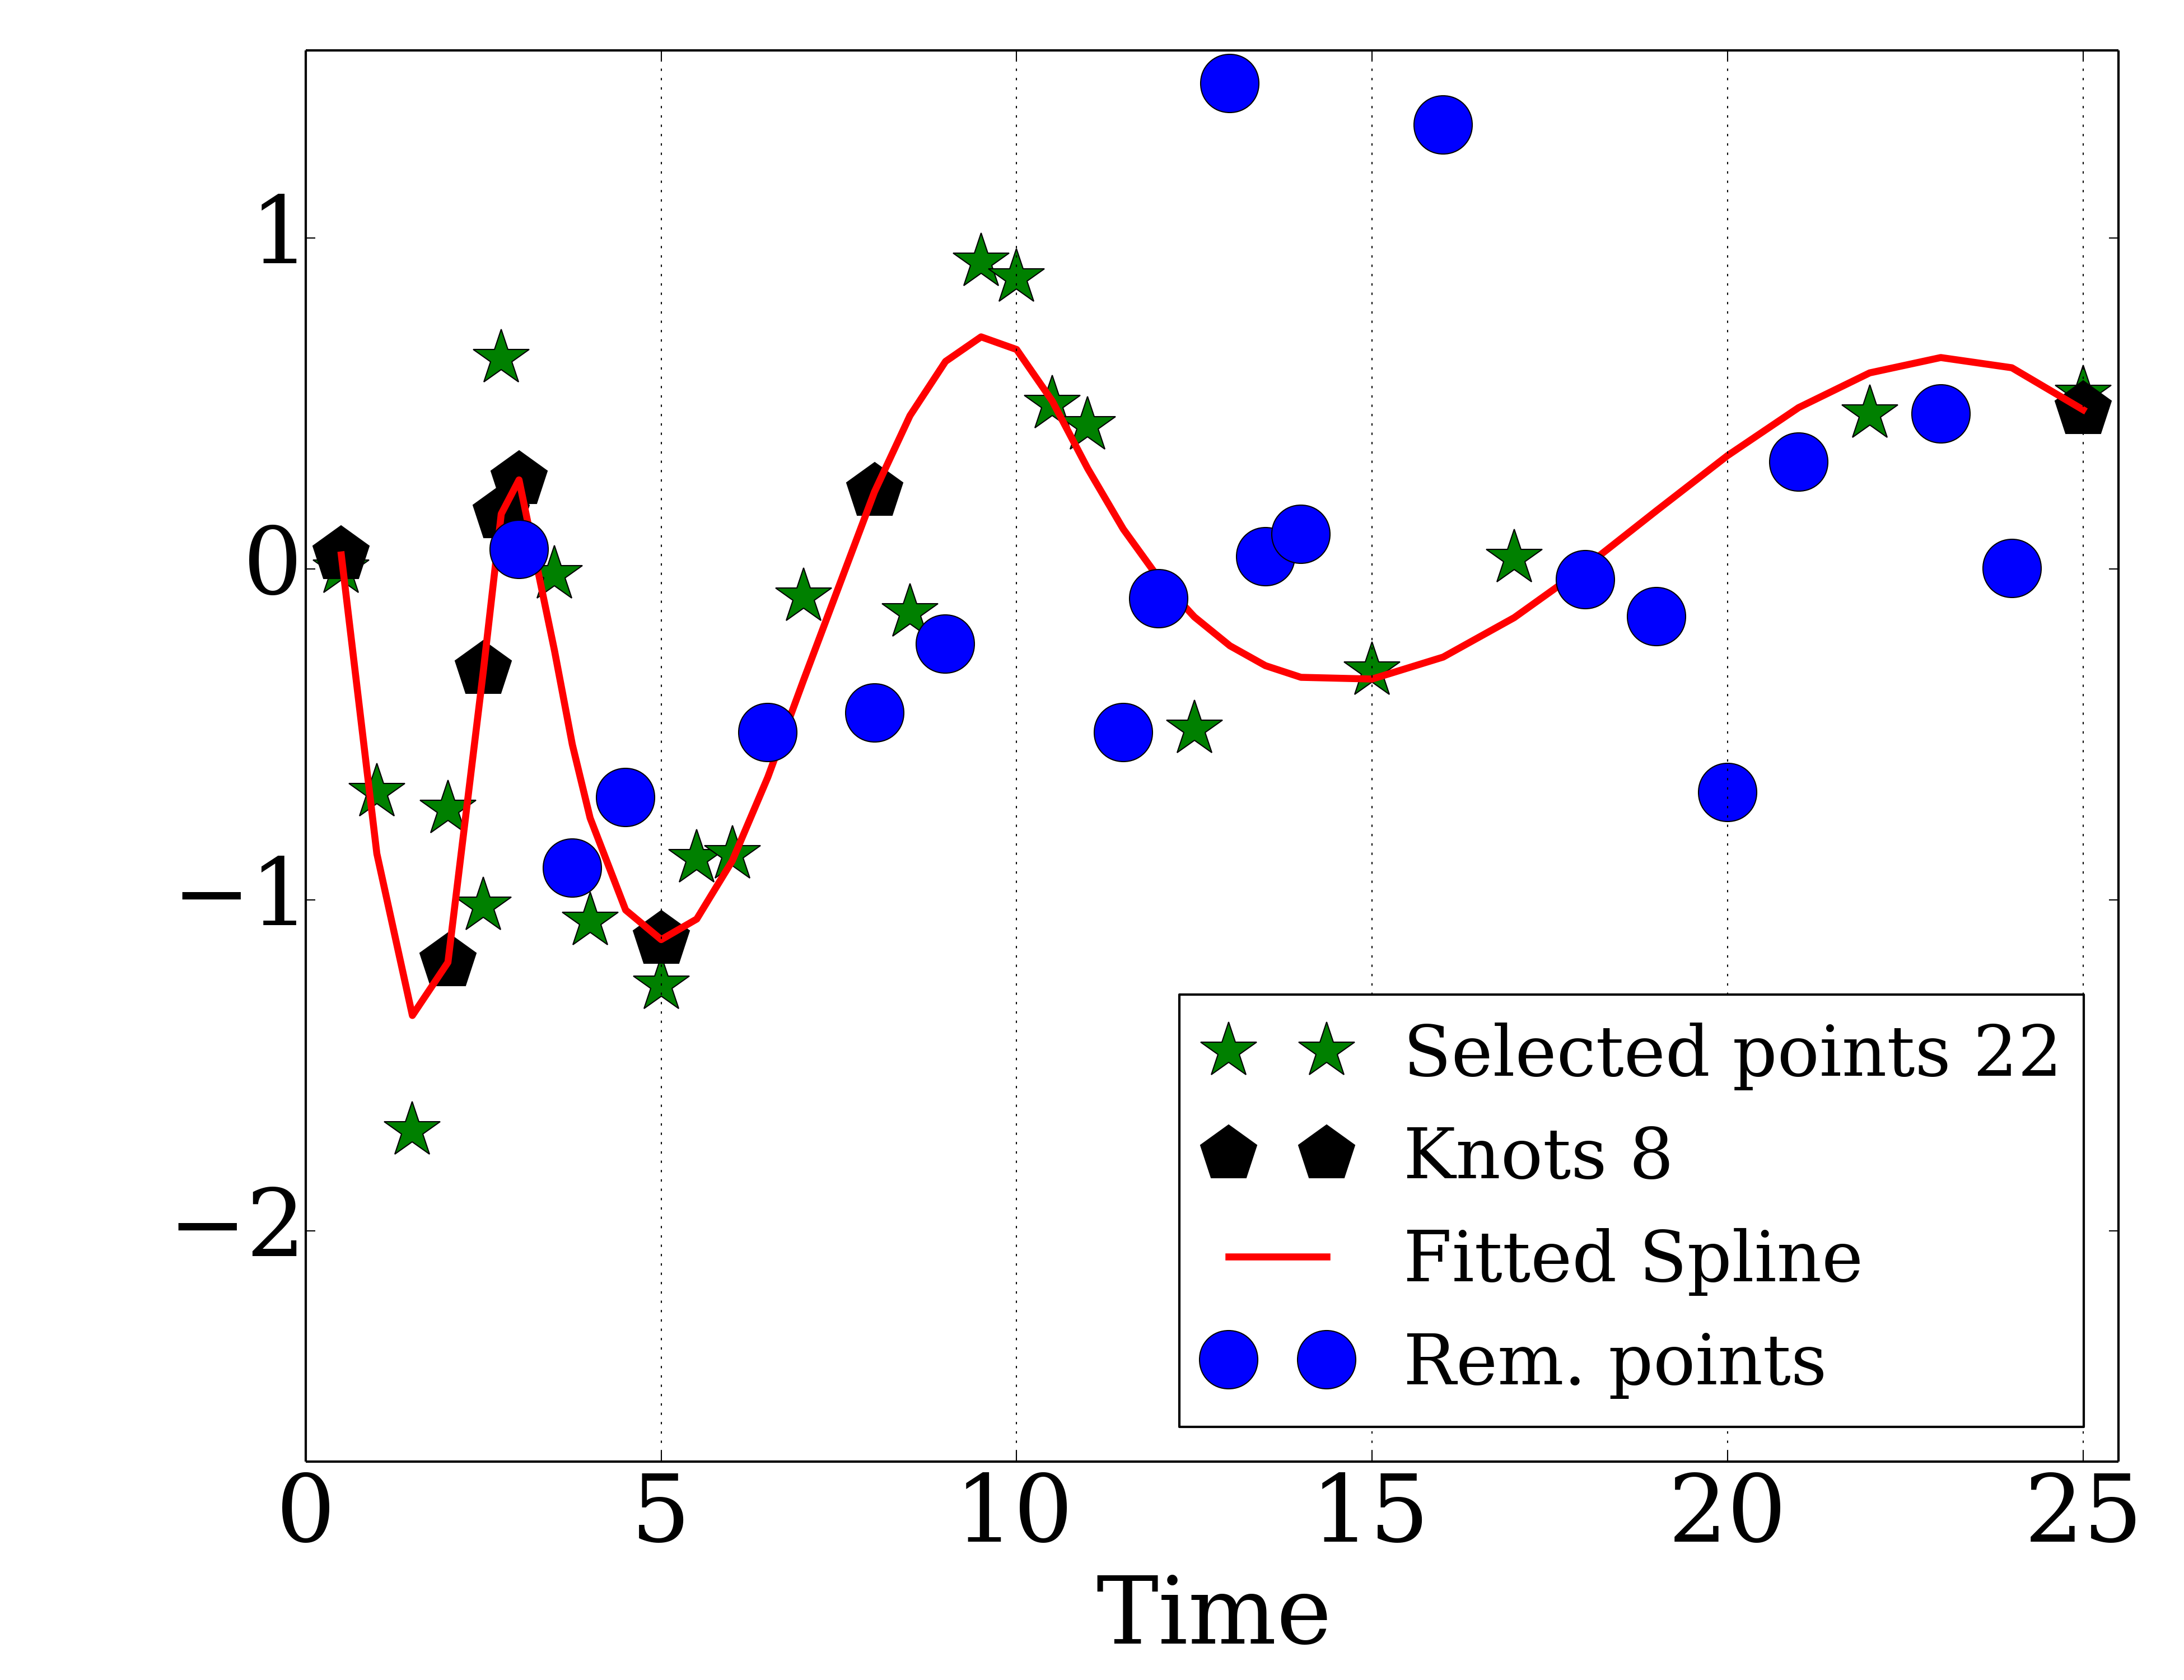 1
0
−1
−2
Selected points 22
Knots 8
Fitted Spline
Rem. points
0 5 10 15 20 25
Time